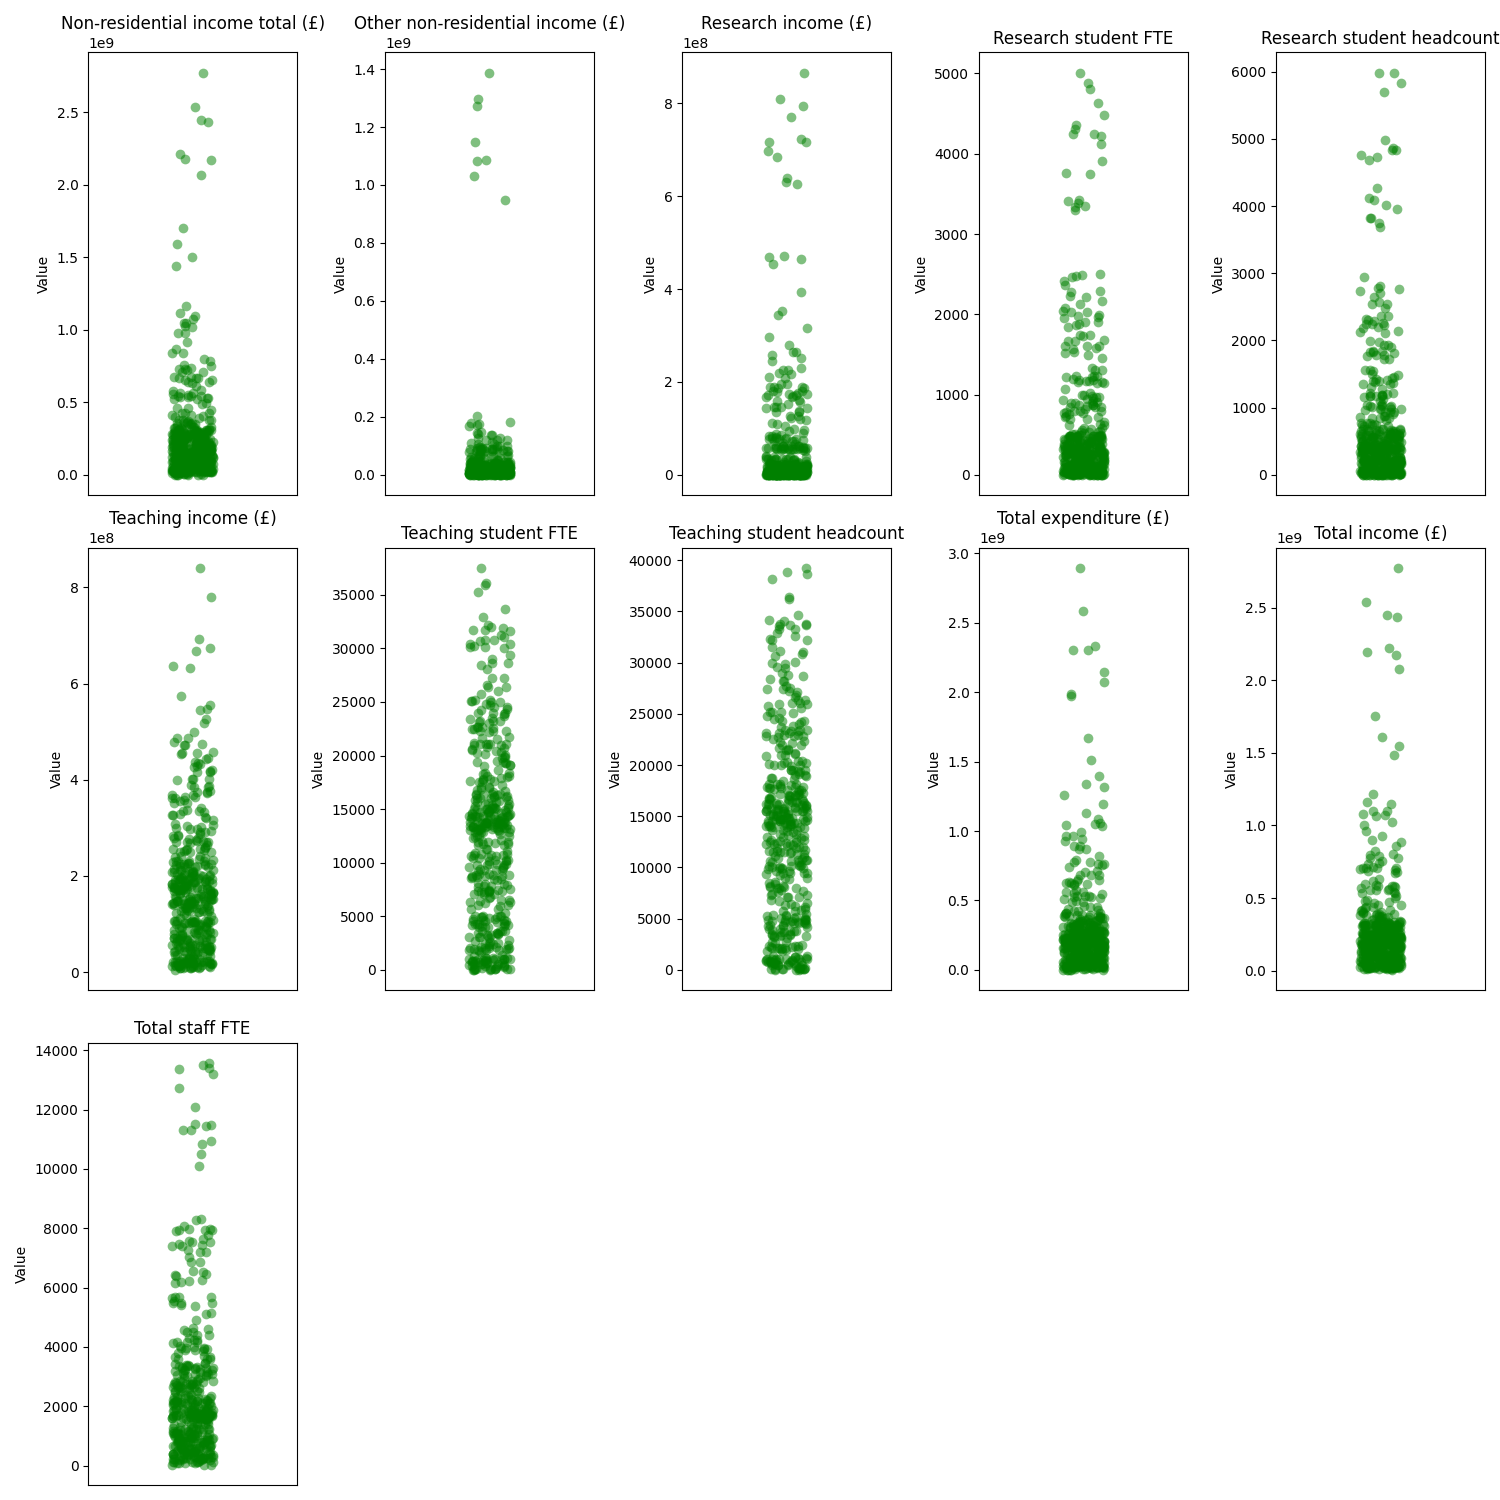 Non-residential income total (£)
1e9
Value
2.5
2.0
1.5
1.0
0.5
0.0
Other non-residential income (£)
1e9
Value
1.4
1.2
1.0
0.8
0.6
0.4
0.2
0.0
Research income (£)
1e8
Value
8
6
4
2
0
Research student FTE
Value
5000
4000
3000
2000
1000
0
Research student headcount
Value
6000
5000
4000
3000
2000
1000
0
Teaching income (£)
1e8
Value
8
6
4
2
0
Teaching student FTE
Value
35000
30000
25000
20000
15000
10000
5000
0
Teaching student headcount
Value
40000
35000
30000
25000
20000
15000
10000
5000
0
Total expenditure (£)
1e9
Value
3.0
2.5
2.0
1.5
1.0
0.5
0.0
Total income (£)
1e9
Value
2.5
2.0
1.5
1.0
0.5
0.0
Total staff FTE
Value
14000
12000
10000
8000
6000
4000
2000
0